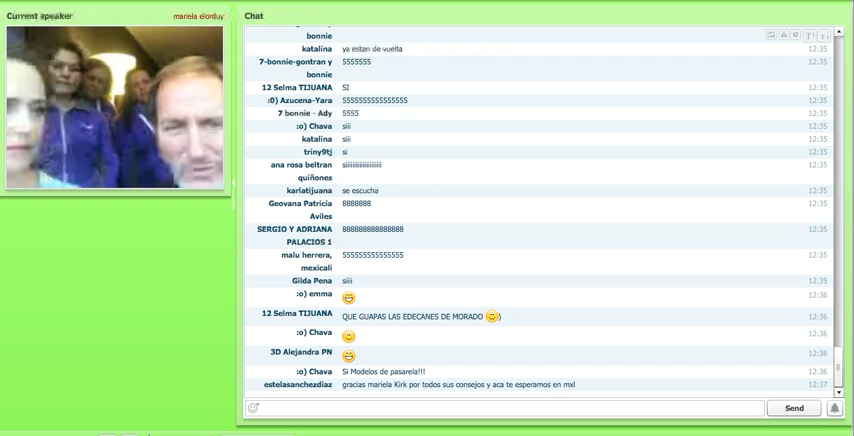 Current speaker
mariela elorduy
Chat
bonnie
katalina ya estan de vuelta 12:35
7-bonnie-gontran y 5555555 12:35
bonnie
12 Selma TIJUANA SI 12:35
:0) Azucena-Yara 5555555555555555 12:35
7 bonnie - Ady 5555 12:35
:o) Chava siii 12:35
katalina siii 12:35
triny9tj si 12:35
ana rosa beltran siiiiiiiiiiiiiiiiiii 12:35
quiñones
karlatijuana se escucha 12:35
Geovana Patricia 8888888 12:35
Aviles
SERGIO Y ADRIANA 888888888888888 12:35
PALACIOS 1
malu herrera, 555555555555555 12:35
mexicali
Gilda Pena siiii 12:35
:o) emma 12:36
12 Selma TIJUANA QUE GUAPAS LAS EDECANES DE MORADO ) 12:36
:o) Chava 12:36
3D Alejandra PN 12:36
:o) Chava Si Modelos de pasarela!!! 12:36
estelasanchezdiaz gracias mariela Kirk por todos sus consejos y aca te esperamos en mxl 12:37
Send